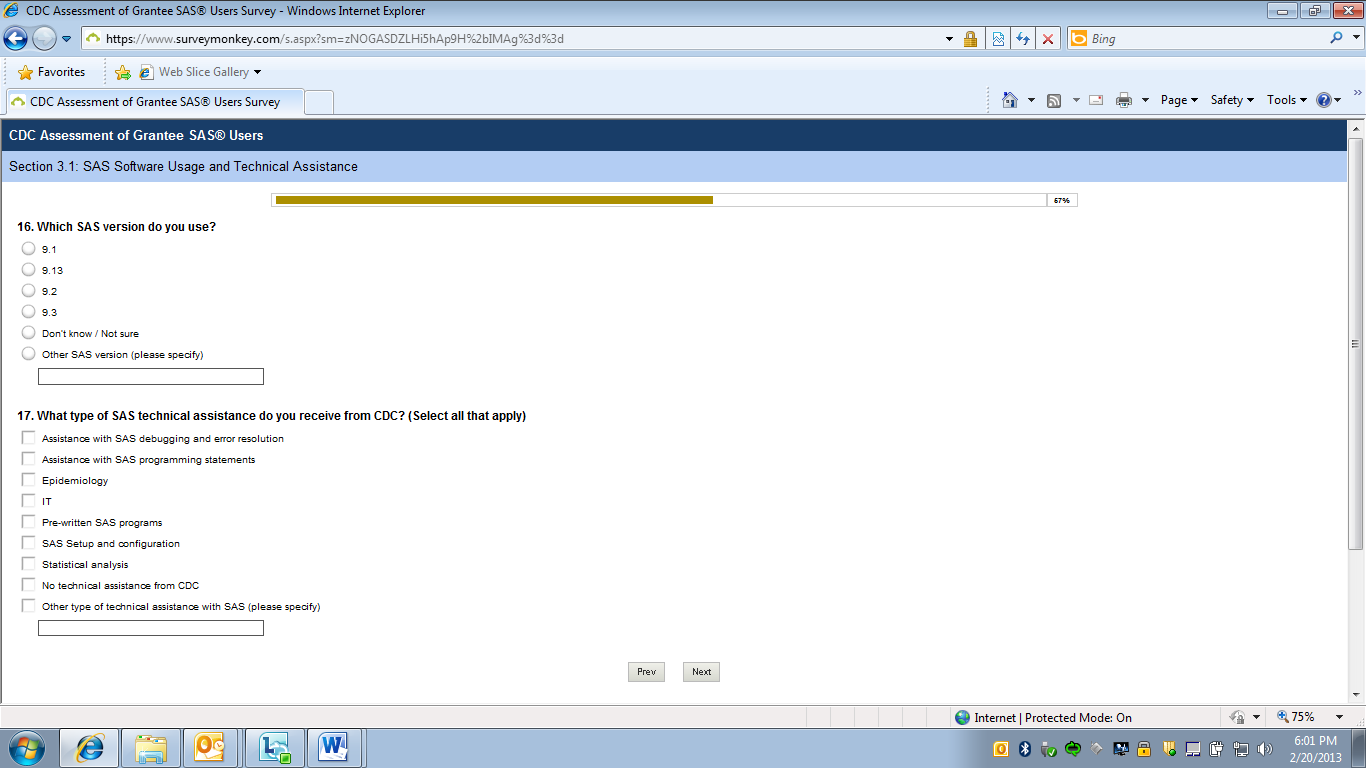 CDC Assessment of Grantee SAS® Users Survey - Windows Internet Explorer
https://www.surveymonkey.com/s.aspx?sm=zNOGASDZLHi5hAp9H%2bIMAg%3d%3d
Bing
Favorites
Web Slice Gallery
CDC Assessment of Grantee SAS® Users Survey
Page
Safety
Tools
CDC Assessment of Grantee SAS® Users
Section 3.1: SAS Software Usage and Technical Assistance
57%
16. Which SAS version do you use?
9.1
9.13
9.2
9.3
Don't know / Not sure
Other SAS version (please specify)
17. What type of SAS technical assistance do you receive from CDC? (Select all that apply)
Assistance with SAS debugging and error resolution
Assistance with SAS programming statements
Epidemiology
IT
Pre-written SAS programs
SAS Setup and configuration
Statistical analysis
No technical assistance from CDC
Other type of technical assistance with SAS (please specify)
Prev
Next
Internet | Protected Mode: On
75%
6:01 PM
2/20/2013